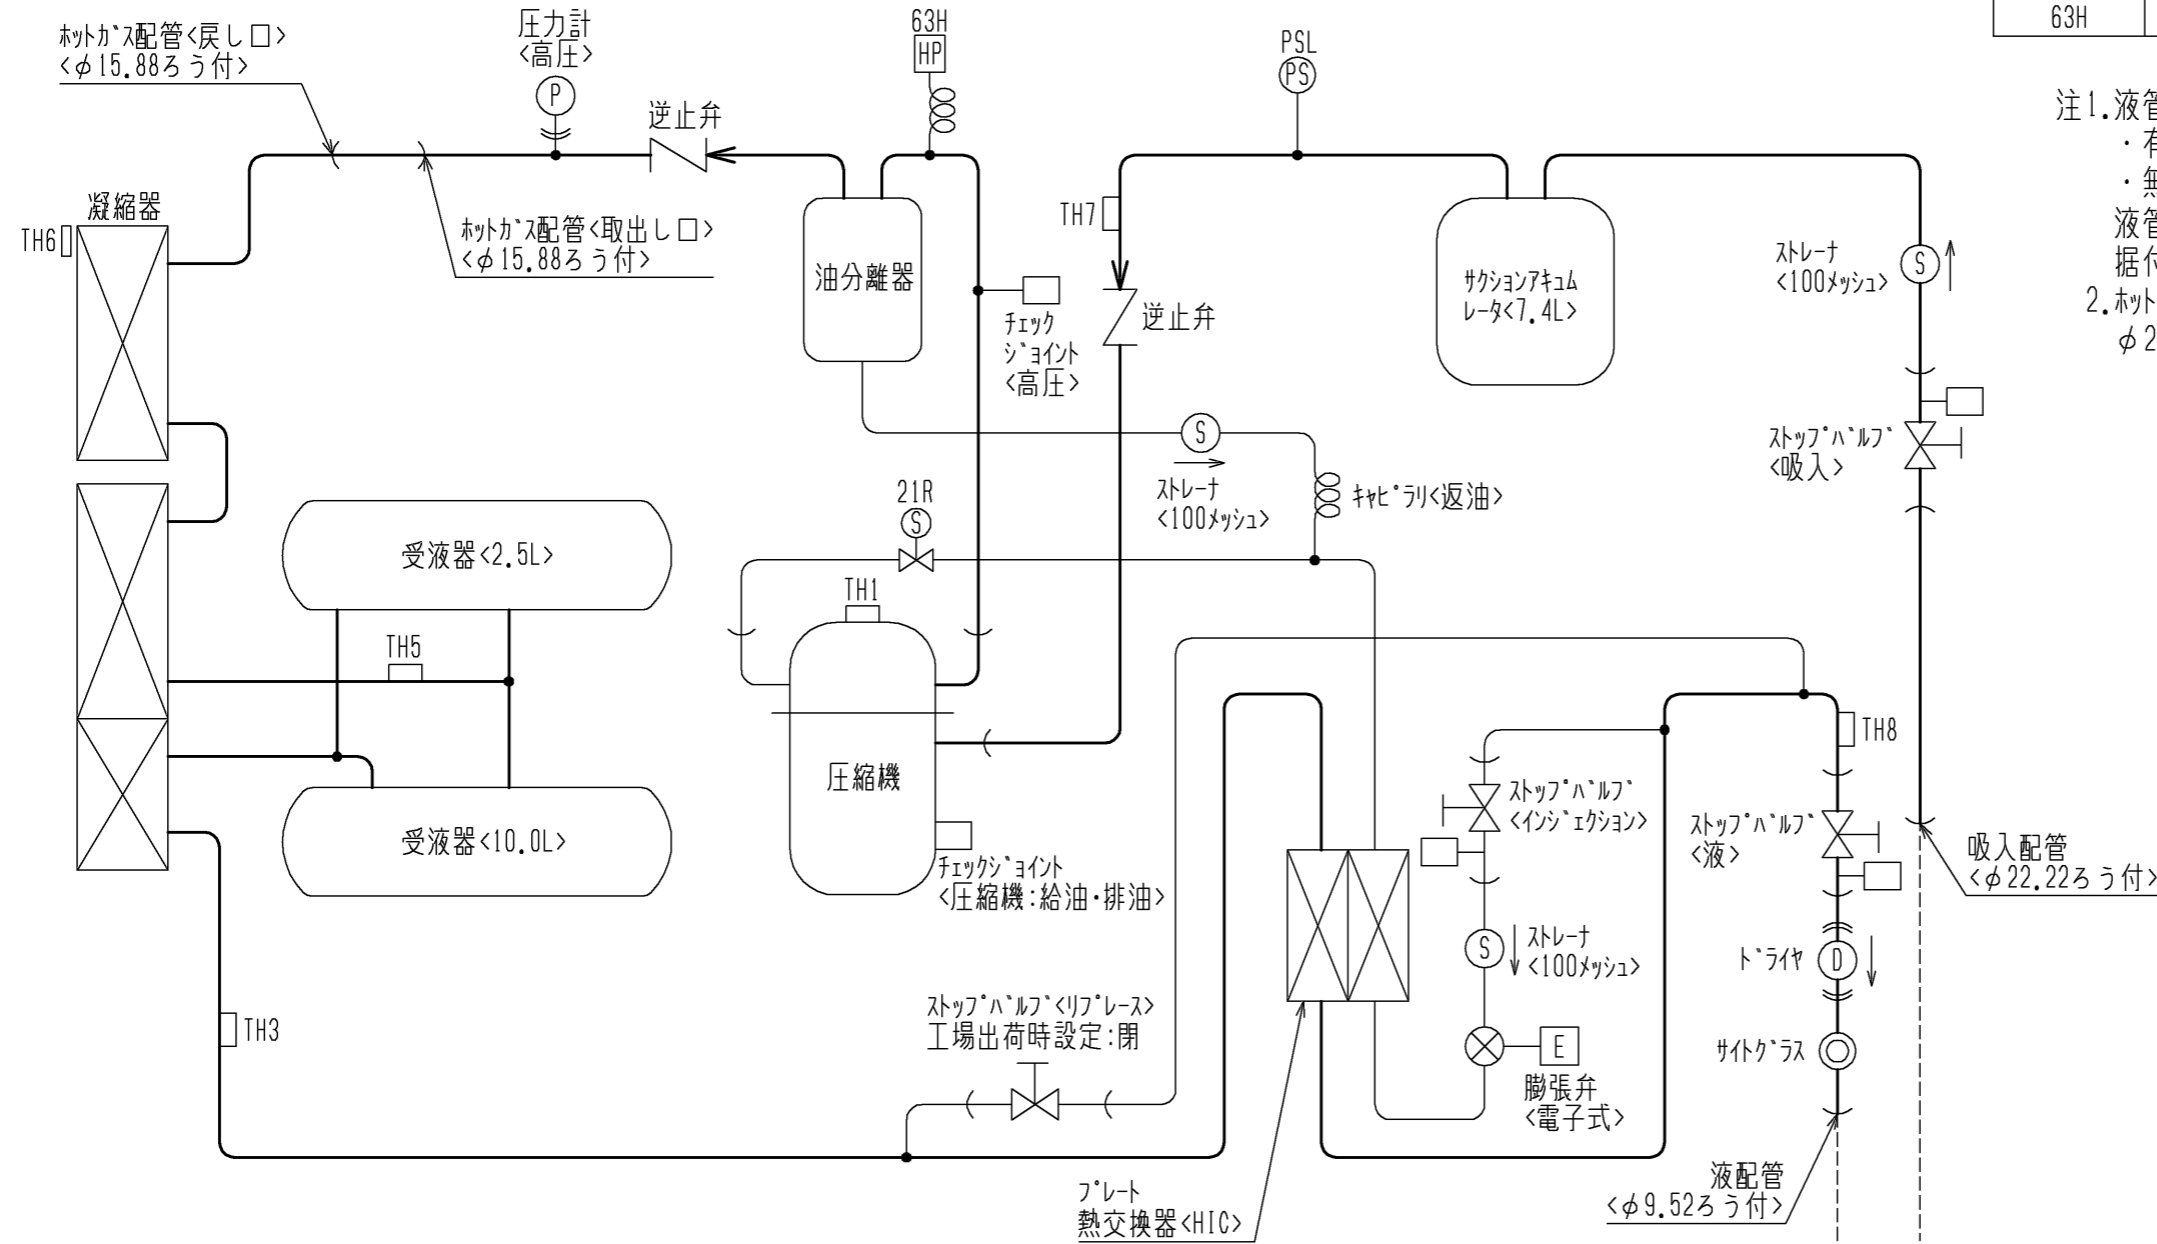 ホットガス配管<戻し口>
<φ15.88ろう付>
圧力計
<高圧>
P
63H
HP
PSL
PS
63H
逆止弁
注1.液管
・有
・無
液管
据付
2.ホット
φ2
凝縮器
TH6
ホットガス配管<取出し口>
<φ15.88ろう付>
油分離器
チェック
ジョイント
<高圧>
TH7
逆止弁
サクションアキュム
レータ<7.4L>
ストレーナ
<100メッシュ>
S
ストップバルブ
<吸入>
S
ストレーナ
<100メッシュ>
キャピラリ<返油>
21R
S
受液器<2.5L>
TH1
TH5
圧縮機
受液器<10.0L>
チェックジョイント
<圧縮機:給油・排油>
TH8
ストップバルブ
<インジェクション>
ストップバルブ
<液>
吸入配管
<φ22.22ろう付>
S
ストレーナ
<100メッシュ>
ドライヤ
D
TH3
ストップバルブ<リプレース>
工場出荷時設定:閉
E
膨張弁
<電子式>
サイトグラス
プレート
熱交換器<HIC>
液配管
<φ9.52ろう付>